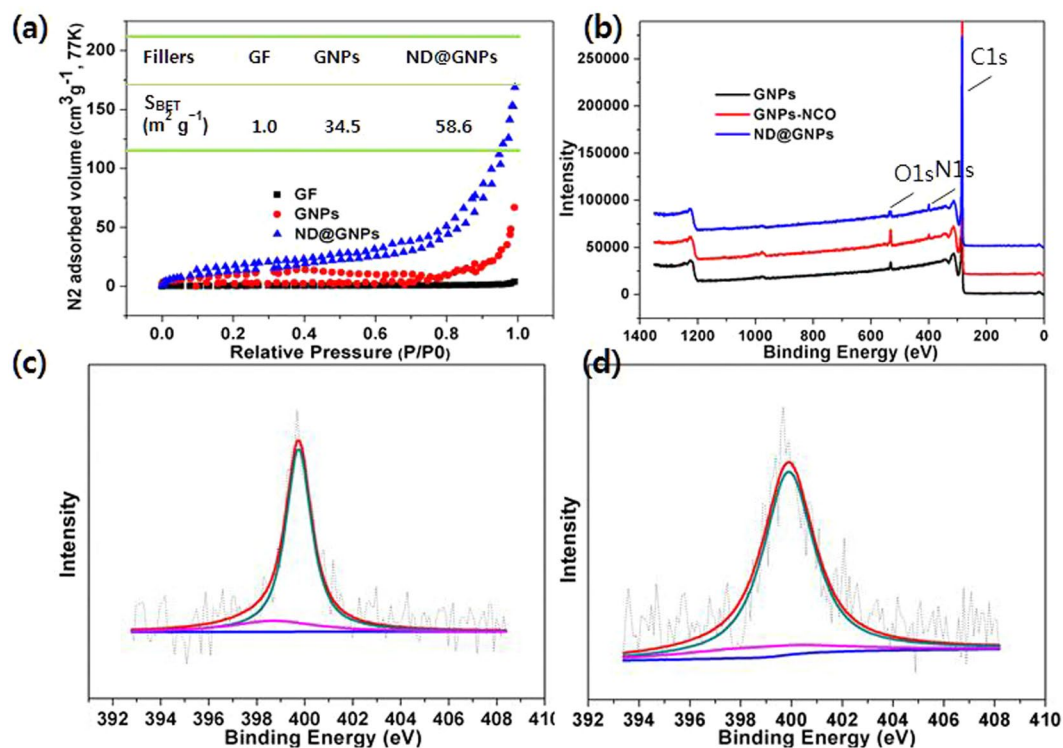 (a)
N2 adsorbed volume (cm³g⁻¹, 77K)
200
175
150
125
100
75
50
25
0
Fillers GF GNPs ND@GNPs
SBET
(m² g⁻¹) 1.0 34.5 58.6
GF
GNPs
ND@GNPs
0.0 0.2 0.4 0.6 0.8 1.0
Relative Pressure (P/P0)
(b)
Intensity
250000
200000
150000
100000
50000
0
GNPs
GNPs-NCO
ND@GNPs
C1s
O1s
N1s
1400 1200 1000 800 600 400 200 0
Binding Energy (eV)
(c)
Intensity
392 394 396 398 400 402 404 406 408 410
Binding Energy (eV)
(d)
Intensity
392 394 396 398 400 402 404 406 408 410
Binding Energy (eV)